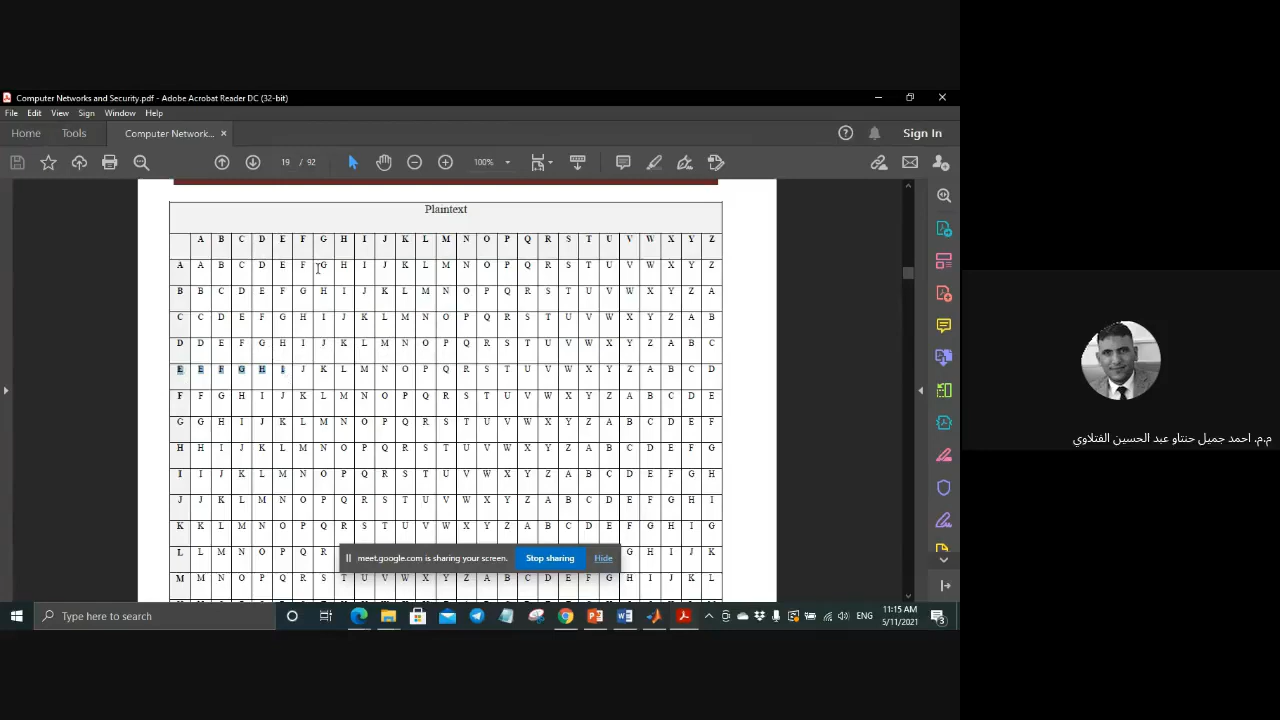 Computer Networks and Security.pdf - Adobe Acrobat Reader DC (32-bit)
File Edit View Sign Window Help
Home Tools Computer Network... × Sign In
19 / 92 100%
Plaintext
A B C D E F G H I J K L M N O P Q R S T U V W X Y Z
A A B C D E F G H I J K L M N O P Q R S T U V W X Y Z
B B C D E F G H I J K L M N O P Q R S T U V W X Y Z A
C C D E F G H I J K L M N O P Q R S T U V W X Y Z A B
D D E F G H I J K L M N O P Q R S T U V W X Y Z A B C
E E F G H I J K L M N O P Q R S T U V W X Y Z A B C D
F F G H I J K L M N O P Q R S T U V W X Y Z A B C D E
G G H I J K L M N O P Q R S T U V W X Y Z A B C D E F
H H I J K L M N O P Q R S T U V W X Y Z A B C D E F G
I I J K L M N O P Q R S T U V W X Y Z A B C D E F G H
J J K L M N O P Q R S T U V W X Y Z A B C D E F G H I
K K L M N O P Q R S T U V W X Y Z A B C D E F G H I G
L L M N O P Q R G H I J K
meet.google.com is sharing your screen. Stop sharing Hide
M M N O P Q R S T U V W X Y Z A B C D E F G H I J K L
م.م. احمد جميل حنتاو عبد الحسين الفتلاوي
Type here to search
ENG
11:15 AM
5/11/2021
3